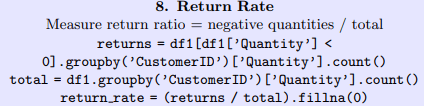 8. Return Rate
Measure return ratio = negative quantities / total
returns = df1[df1['Quantity'] <
0].groupby('CustomerID')['Quantity'].count()
total = df1.groupby('CustomerID')['Quantity'].count()
return_rate = (returns / total).fillna(0)